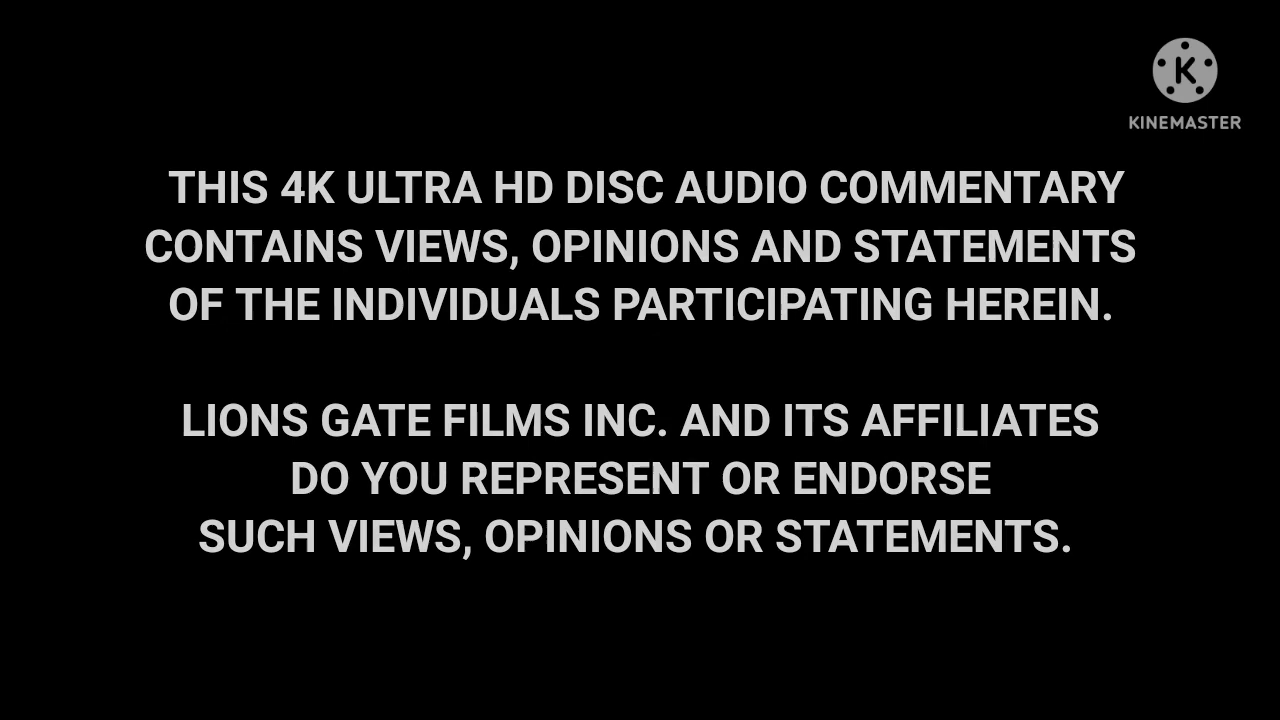 KINEMASTER
THIS 4K ULTRA HD DISC AUDIO COMMENTARY
CONTAINS VIEWS, OPINIONS AND STATEMENTS
OF THE INDIVIDUALS PARTICIPATING HEREIN.
LIONS GATE FILMS INC. AND ITS AFFILIATES
DO YOU REPRESENT OR ENDORSE
SUCH VIEWS, OPINIONS OR STATEMENTS.